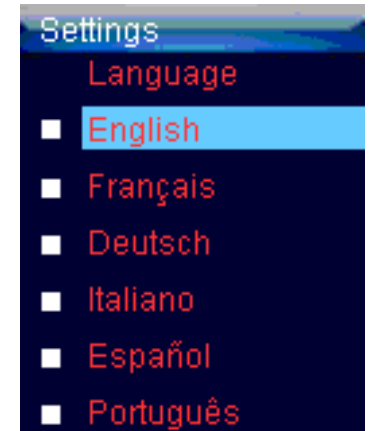 Settings
Language
English
Français
Deutsch
Italiano
Español
Português